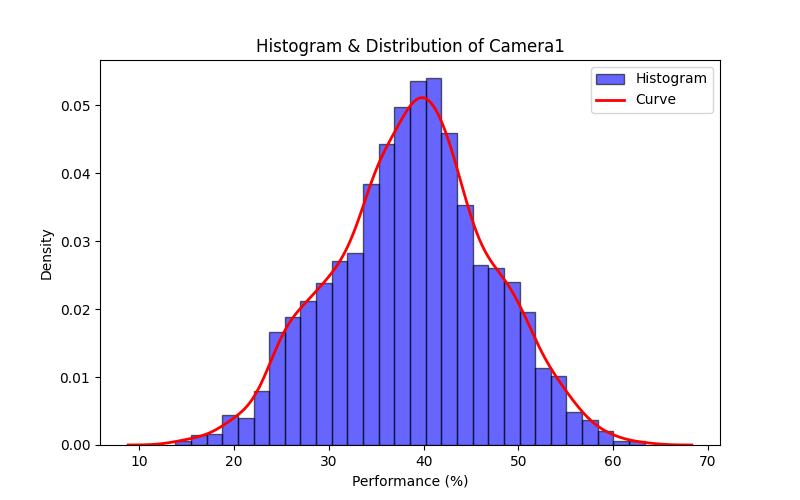 Histogram & Distribution of Camera1
Histogram
Curve
Density
0.05
0.04
0.03
0.02
0.01
0.00
10 20 30 40 50 60 70
Performance (%)